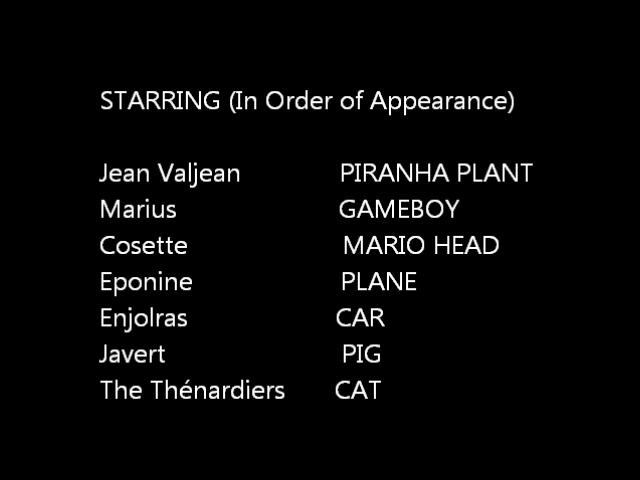 STARRING (In Order of Appearance)
Jean Valjean PIRANHA PLANT
Marius GAMEBOY
Cosette MARIO HEAD
Eponine PLANE
Enjolras CAR
Javert PIG
The Thénardiers CAT